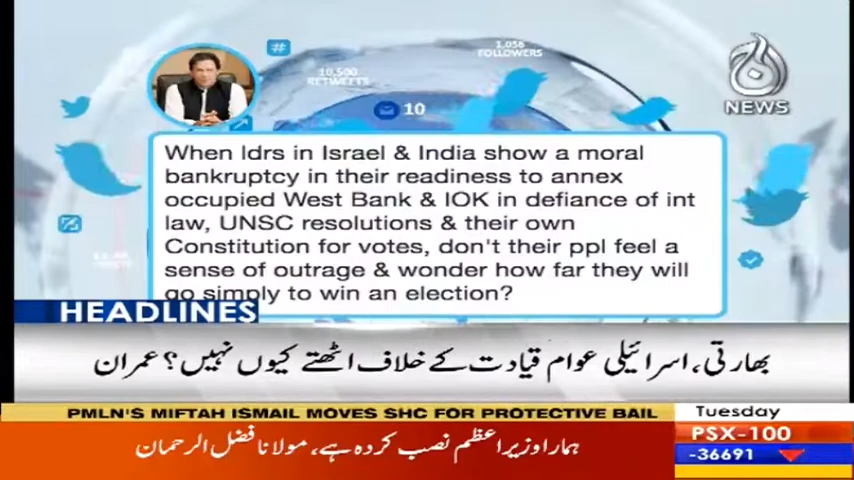 #
1,056
FOLLOWERS
10,500
RETWEETS
10
NEWS
When ldrs in Israel & India show a moral
bankruptcy in their readiness to annex
occupied West Bank & IOK in defiance of int
law, UNSC resolutions & their own
Constitution for votes, don't their ppl feel a
sense of outrage & wonder how far they will
go simply to win an election?
HEADLINES
بھارتی، اسرائیلی عوام قیادت کے خلاف اٹھتے کیوں نہیں؟ عمران
PMLN'S MIFTAH ISMAIL MOVES SHC FOR PROTECTIVE BAIL
Tuesday
ہمارا وزیراعظم نصب کردہ ہے، مولانا فضل الرحمان
PSX-100
-36691